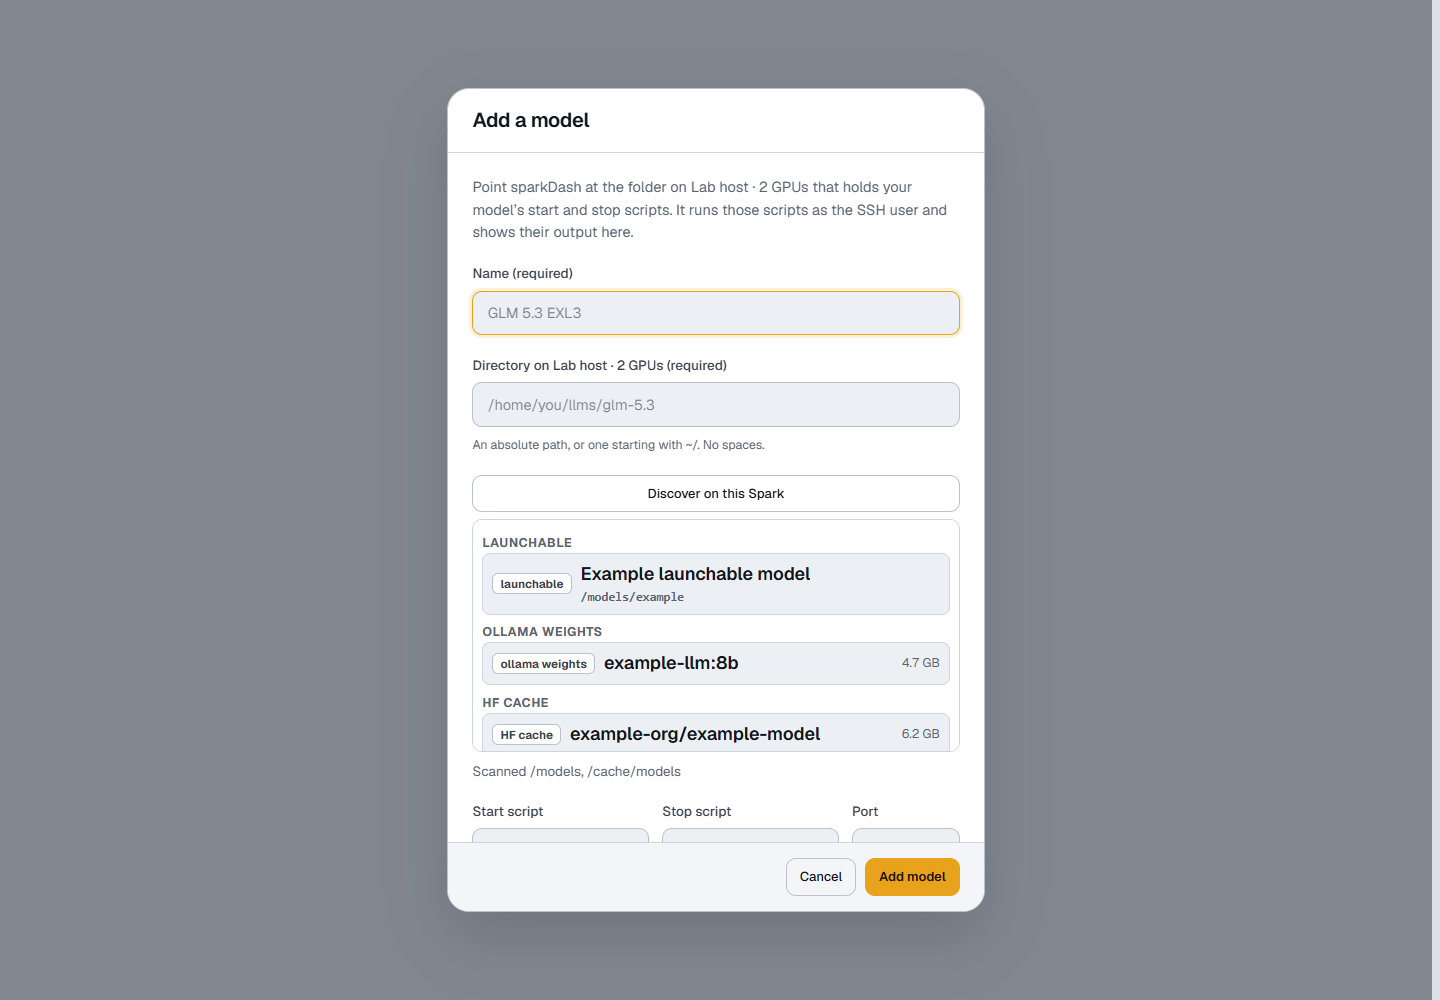 Add a model
Point sparkDash at the folder on Lab host · 2 GPUs that holds your
model’s start and stop scripts. It runs those scripts as the SSH user and
shows their output here.
Name (required)
GLM 5.3 EXL3
Directory on Lab host · 2 GPUs (required)
/home/you/llms/glm-5.3
An absolute path, or one starting with ~/. No spaces.
Discover on this Spark
LAUNCHABLE
launchable
Example launchable model
/models/example
OLLAMA WEIGHTS
ollama weights example-llm:8b 4.7 GB
HF CACHE
HF cache example-org/example-model 6.2 GB
Scanned /models, /cache/models
Start script Stop script Port
Cancel Add model